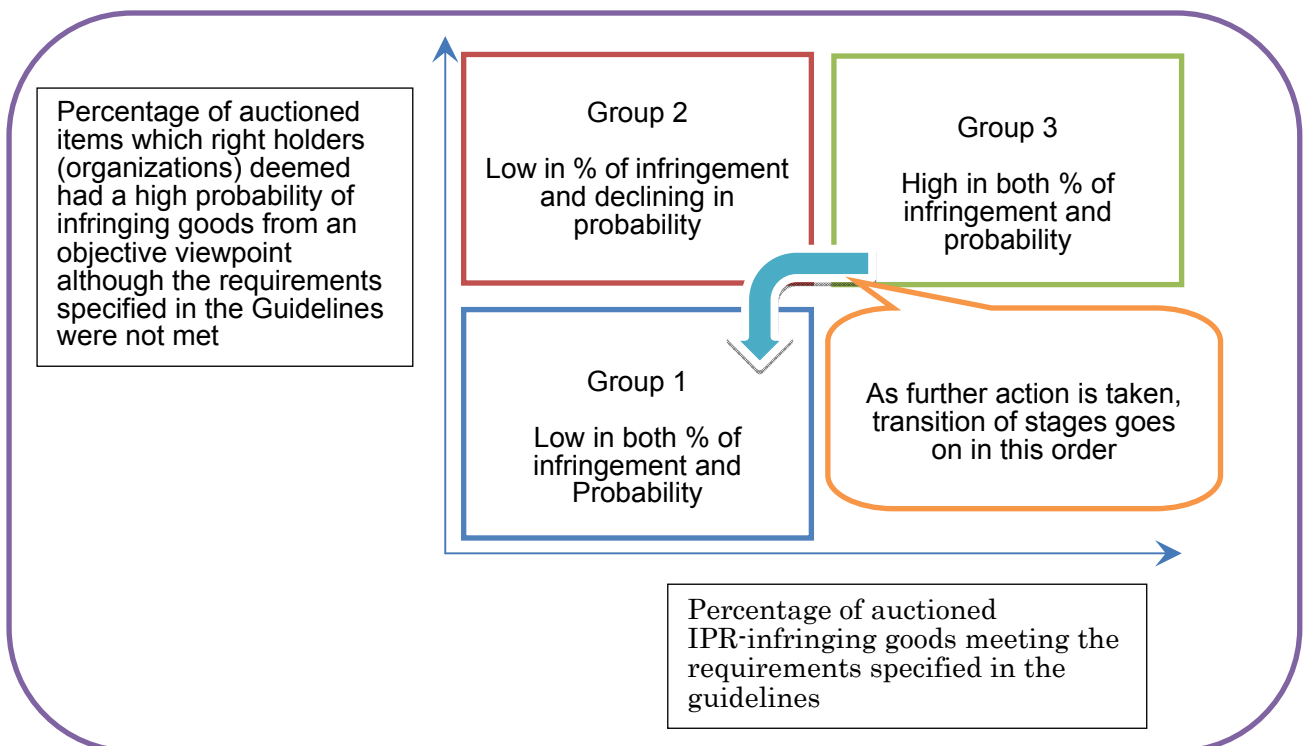 Percentage of auctioned
items which right holders
(organizations) deemed
had a high probability of
infringing goods from an
objective viewpoint
although the requirements
specified in the Guidelines
were not met
Group 2
Low in % of infringement
and declining in
probability
Group 3
High in both % of
infringement and
probability
Group 1
Low in both % of
infringement and
Probability
As further action is taken,
transition of stages goes
on in this order
Percentage of auctioned
IPR-infringing goods meeting the
requirements specified in the
guidelines